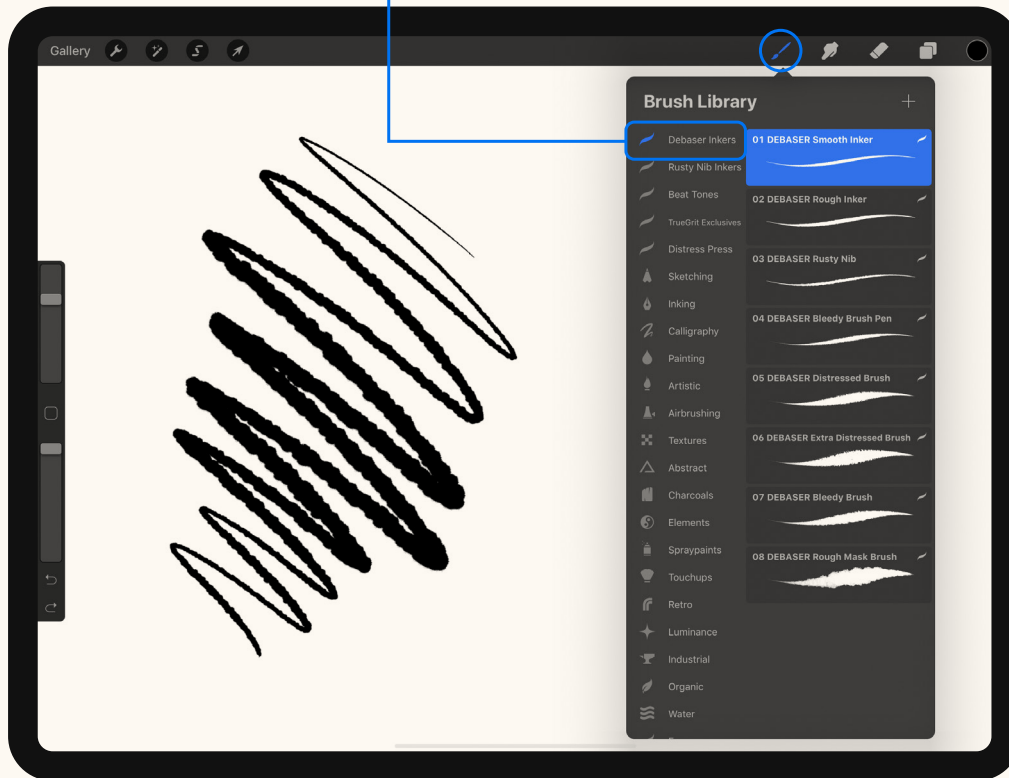 Gallery
Brush Library
Debaser Inkers
Rusty Nib Inkers
Beat Tones
TrueGrit Exclusives
Distress Press
Sketching
Inking
Calligraphy
Painting
Artistic
Airbrushing
Textures
Abstract
Charcoals
Elements
Spraypaints
Touchups
Retro
Luminance
Industrial
Organic
Water
01 DEBASER Smooth Inker
02 DEBASER Rough Inker
03 DEBASER Rusty Nib
04 DEBASER Bleedy Brush Pen
05 DEBASER Distressed Brush
06 DEBASER Extra Distressed Brush
07 DEBASER Bleedy Brush
08 DEBASER Rough Mask Brush